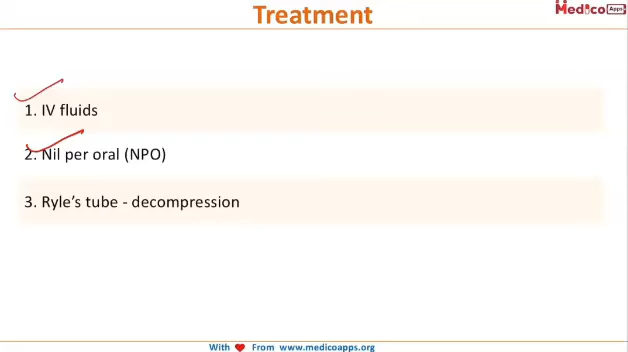 Treatment
MedicoApps
1. IV fluids
2. Nil per oral (NPO)
3. Ryle’s tube - decompression
With ❤ From www.medicoapps.org